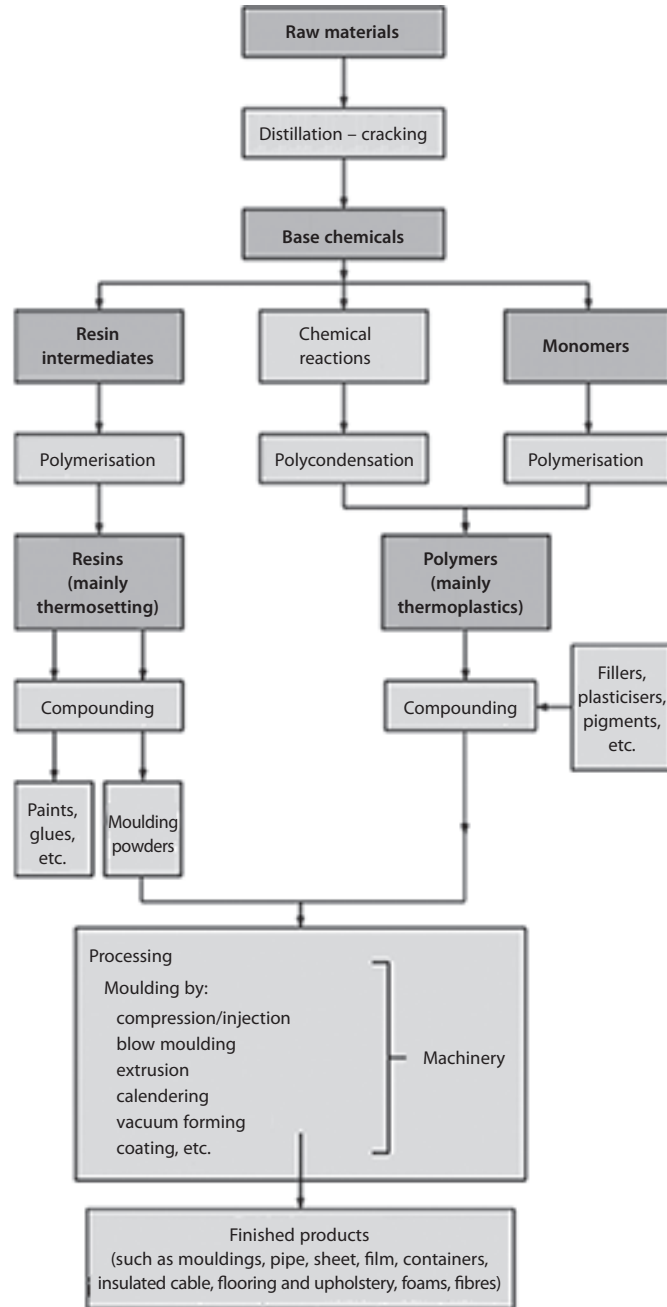 Raw materials
Distillation – cracking
Base chemicals
Resin
intermediates
Chemical
reactions
Monomers
Polymerisation
Polycondensation
Polymerisation
Resins
(mainly
thermosetting)
Polymers
(mainly
thermoplastics)
Compounding
Compounding
Fillers,
plasticisers,
pigments,
etc.
Paints,
glues,
etc.
Moulding
powders
Processing
Moulding by:
compression/injection
blow moulding
extrusion
calendering
vacuum forming
coating, etc.
Machinery
Finished products
(such as mouldings, pipe, sheet, film, containers,
insulated cable, flooring and upholstery, foams, fibres)